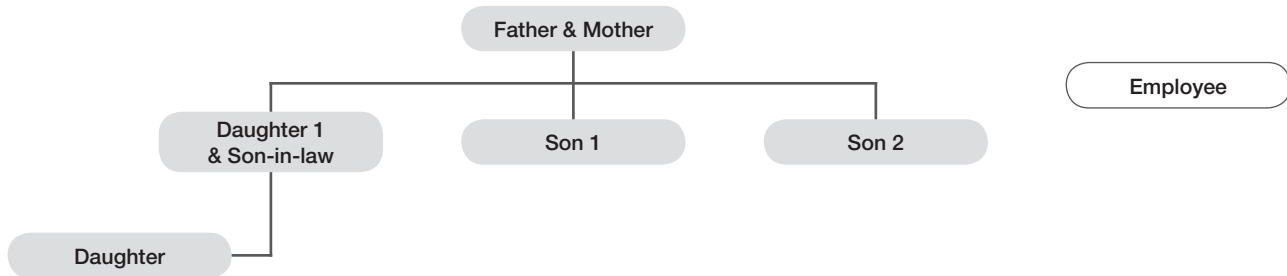 Father & Mother
Employee
Daughter 1
& Son-in-law
Son 1
Son 2
Daughter